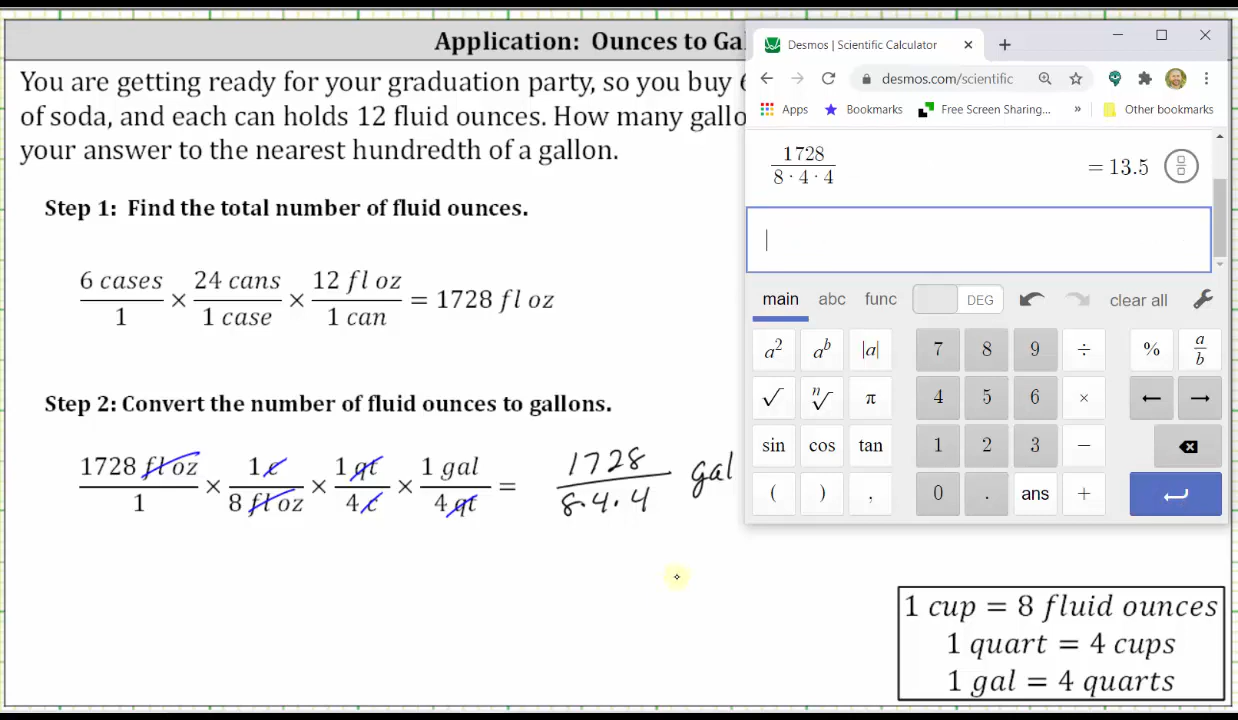 Application: Ounces to Gal
You are getting ready for your graduation party, so you buy 6
of soda, and each can holds 12 fluid ounces. How many gallo
your answer to the nearest hundredth of a gallon.
Step 1: Find the total number of fluid ounces.
6 cases/1 × 24 cans/1 case × 12 fl oz/1 can = 1728 fl oz
Step 2: Convert the number of fluid ounces to gallons.
1728 fl oz/1 × 1 c/8 fl oz × 1 qt/4 c × 1 gal/4 qt = 1728/8·4·4 gal
1 cup = 8 fluid ounces
1 quart = 4 cups
1 gal = 4 quarts
Desmos | Scientific Calculator
desmos.com/scientific
Apps Bookmarks Free Screen Sharing... » Other bookmarks
1728/8·4·4 = 13.5
main abc func DEG clear all
a² aᵇ |a| 7 8 9 ÷ % a/b
√ ⁿ√ π 4 5 6 × ← →
sin cos tan 1 2 3 −
( ) , 0 . ans +